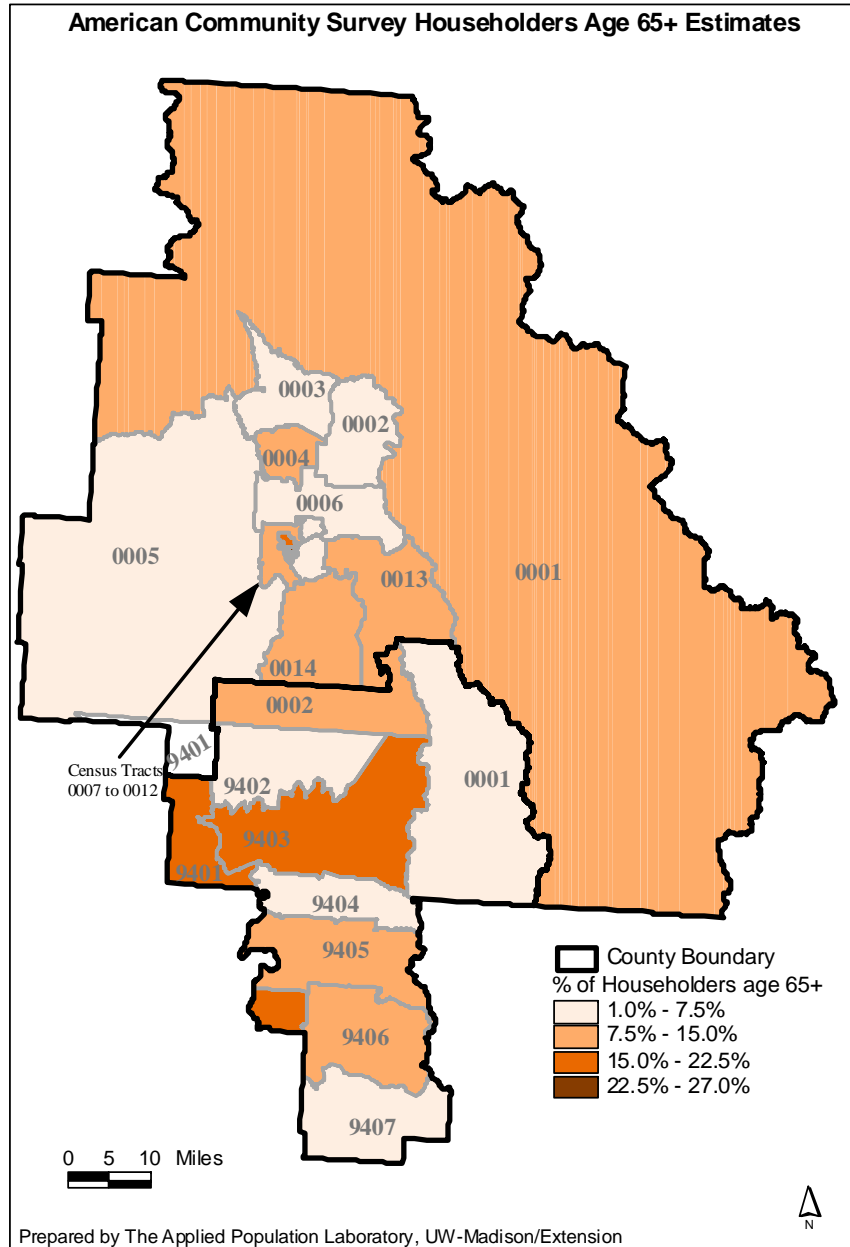 American Community Survey Householders Age 65+ Estimates
0003
0002
0004
0006
0005
0013
0001
0014
0002
9401
Census Tracts
0007 to 0012
9402
0001
9403
9401
9404
9405
County Boundary
% of Householders age 65+
1.0% - 7.5%
7.5% - 15.0%
15.0% - 22.5%
22.5% - 27.0%
9406
9407
0 5 10 Miles
N
Prepared by The Applied Population Laboratory, UW-Madison/Extension